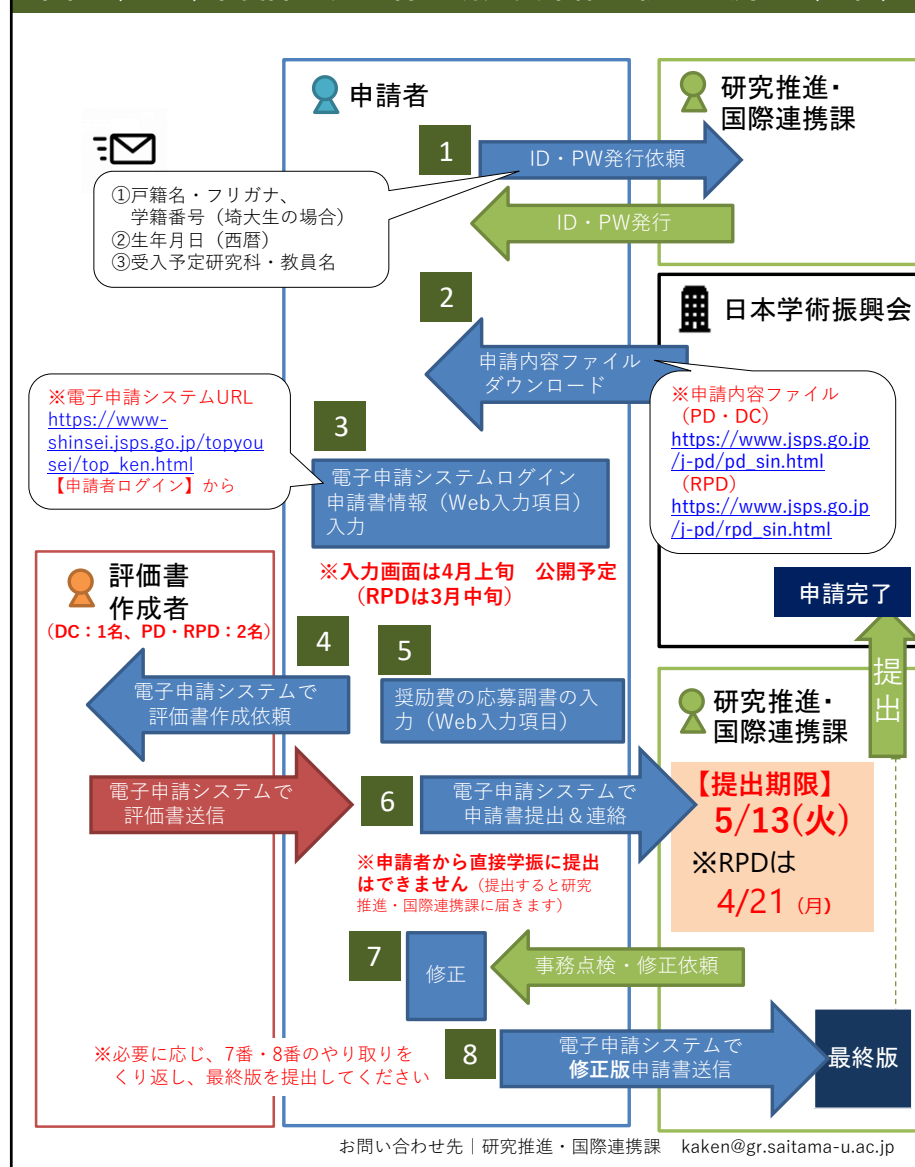 申請者
研究推進・
国際連携課
1
ID・PW発行依頼
①戸籍名・フリガナ、
学籍番号（埼大生の場合）
②生年月日（西暦）
③受入予定研究科・教員名
ID・PW発行
2
日本学術振興会
申請内容ファイル
ダウンロード
※申請内容ファイル
（PD・DC）
https://www.jsps.go.jp
/j-pd/pd_sin.html
（RPD）
https://www.jsps.go.jp
/j-pd/rpd_sin.html
※電子申請システムURL
https://www-
shinsei.jsps.go.jp/topyou
sei/top_ken.html
【申請者ログイン】から
3
電子申請システムログイン
申請書情報（Web入力項目）
入力
※入力画面は4月上旬　公開予定
（RPDは3月中旬）
申請完了
評価書
作成者
（DC：1名、PD・RPD：2名）
4
電子申請システムで
評価書作成依頼
5
奨励費の応募調書の入
力（Web入力項目）
提出
研究推進・
国際連携課
電子申請システムで
評価書送信
6
電子申請システムで
申請書提出＆連絡
【提出期限】
5/13(火)
※RPDは
4/21（月）
※申請者から直接学振に提出
はできません（提出すると研究
推進・国際連携課に届きます）
7
修正
事務点検・修正依頼
※必要に応じ、7番・8番のやり取りを
くり返し、最終版を提出してください
8
電子申請システムで
修正版申請書送信
最終版
お問い合わせ先｜研究推進・国際連携課　kaken@gr.saitama-u.ac.jp